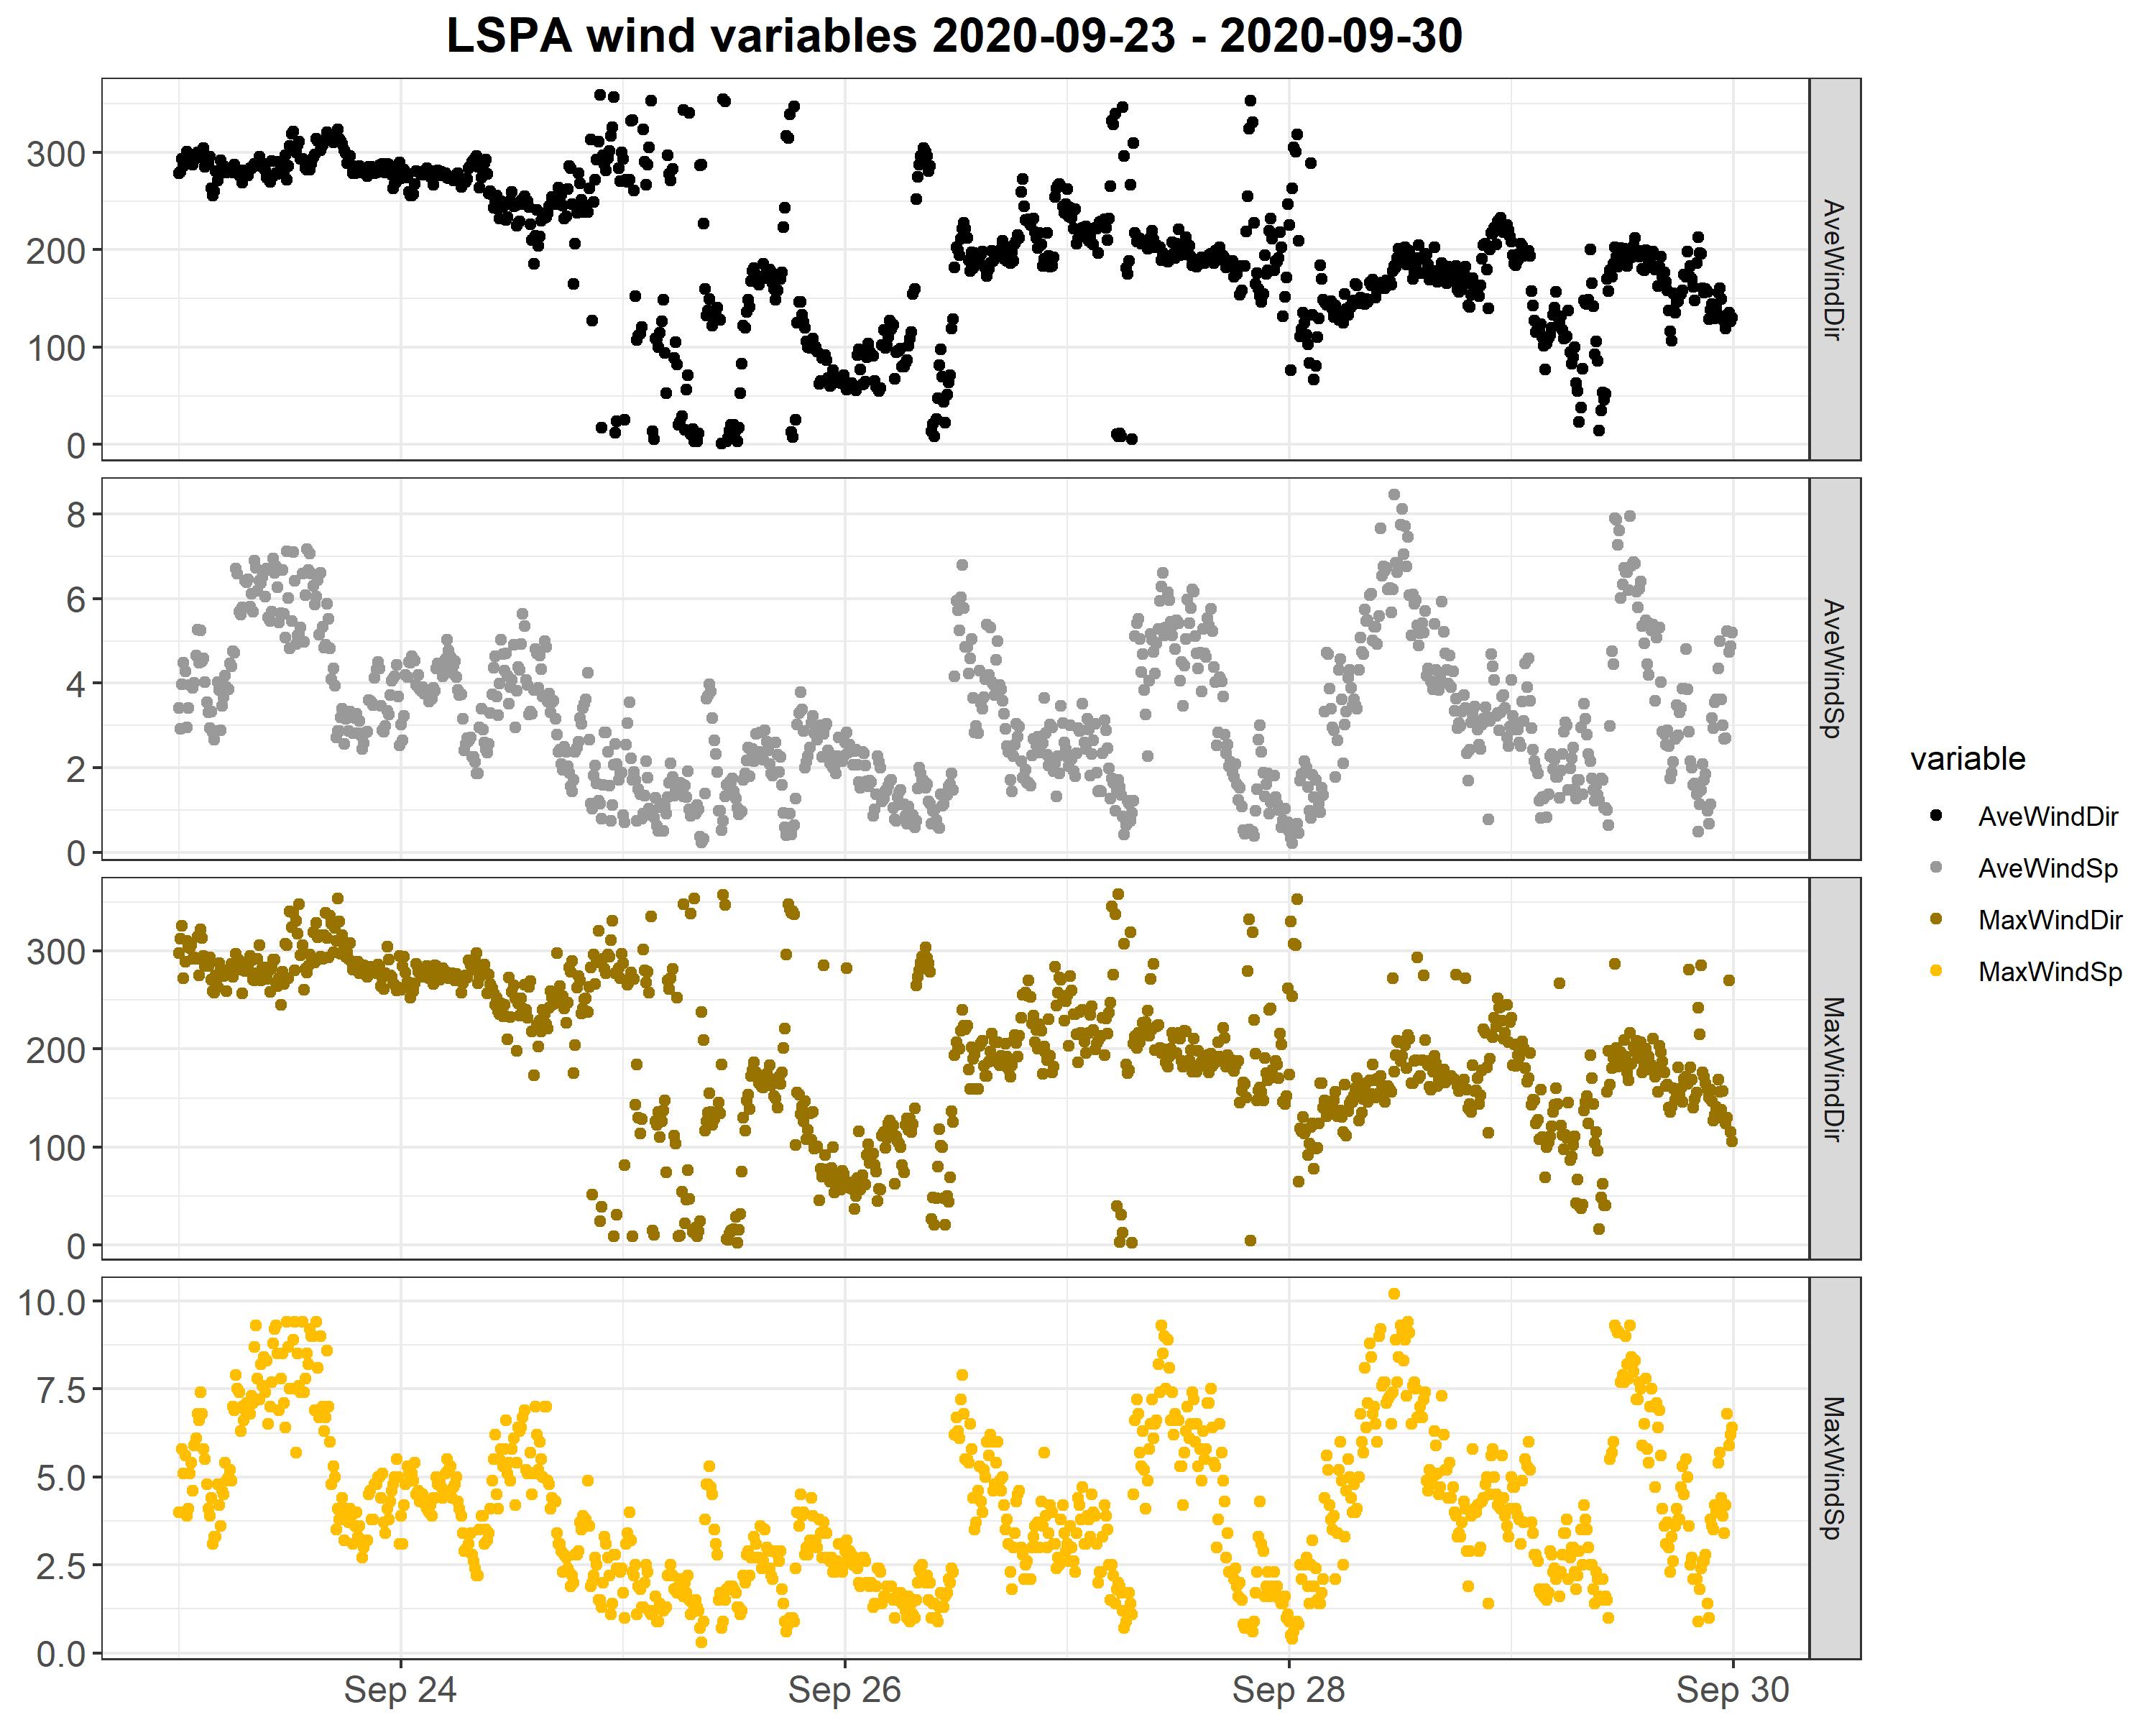 LSPA wind variables 2020-09-23 - 2020-09-30
300
200
100
0
AveWindDir
8
6
4
2
0
AveWindSp
300
200
100
0
MaxWindDir
10.0
7.5
5.0
2.5
0.0
MaxWindSp
Sep 24 Sep 26 Sep 28 Sep 30
variable
AveWindDir
AveWindSp
MaxWindDir
MaxWindSp